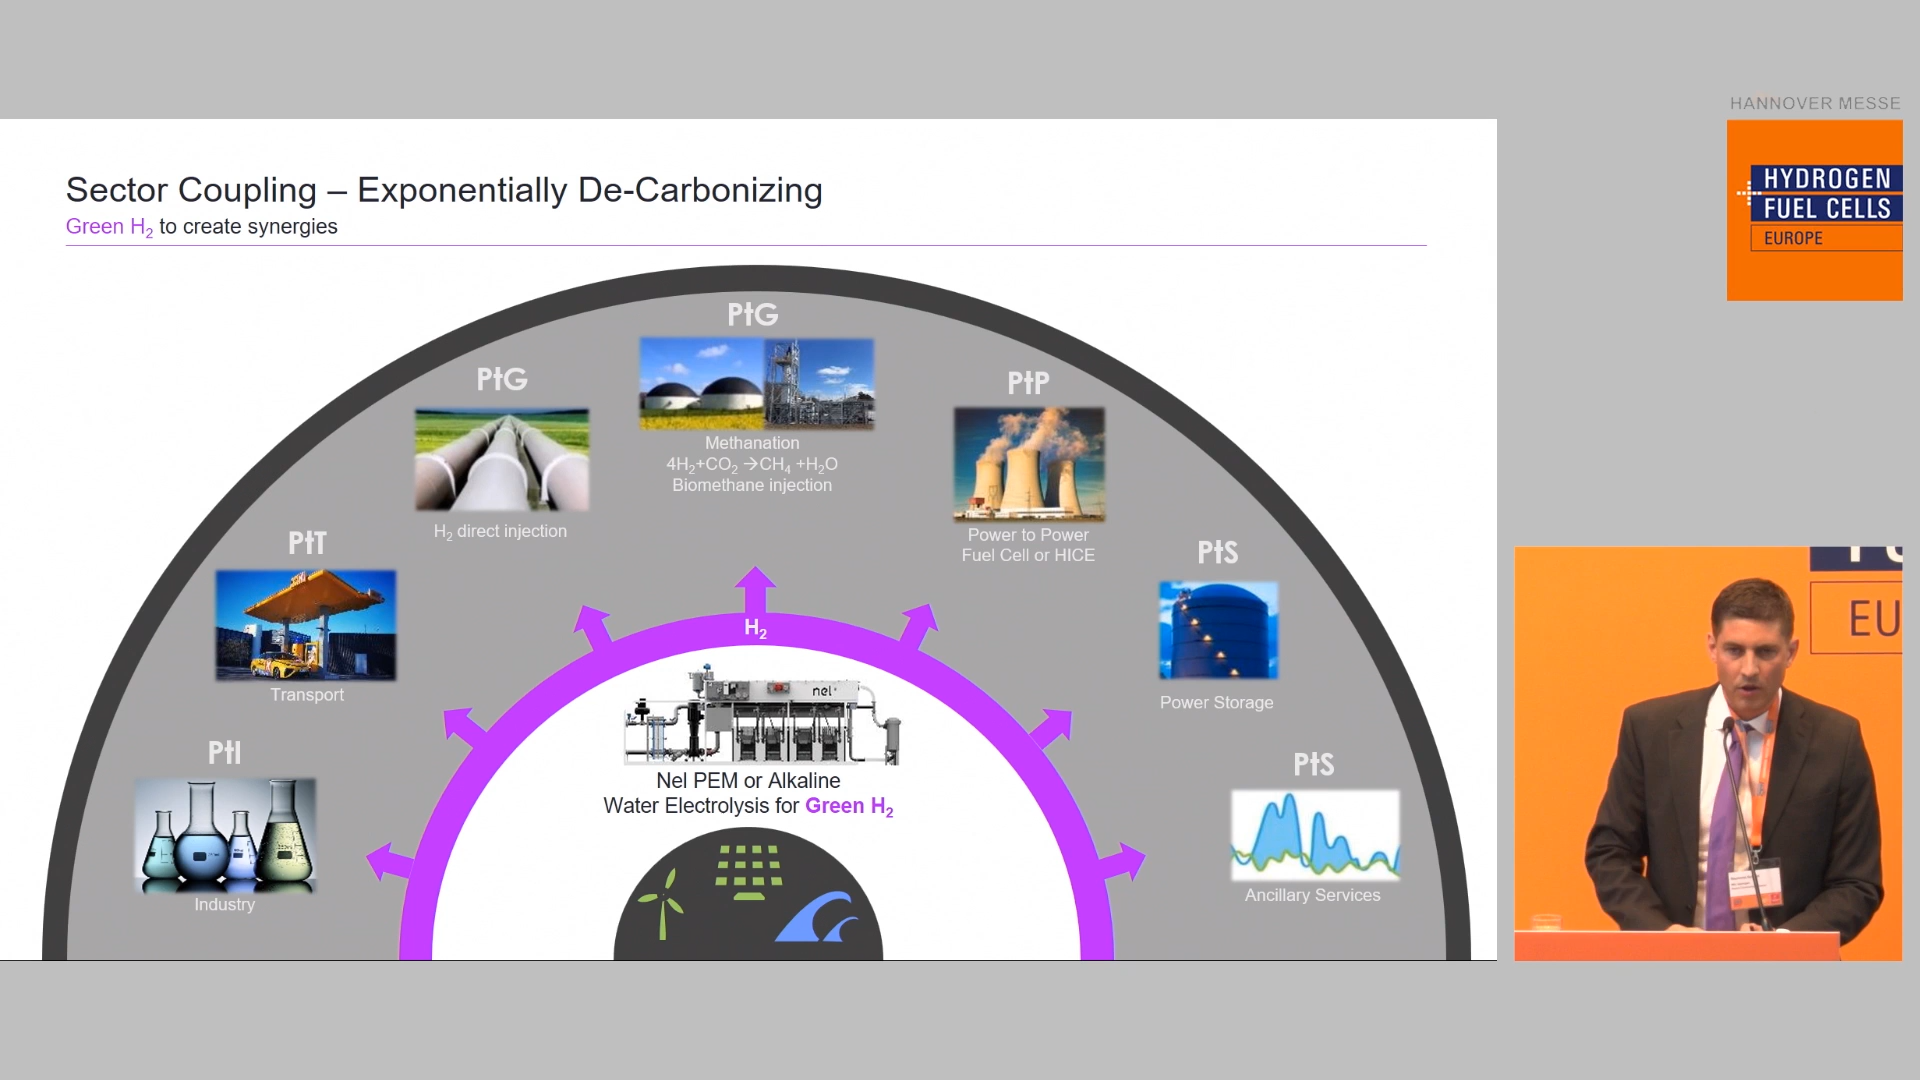 HANNOVER MESSE
HYDROGEN
FUEL CELLS
EUROPE
Sector Coupling – Exponentially De-Carbonizing
Green H₂ to create synergies
PtG
Methanation
4H₂+CO₂ →CH₄ +H₂O
Biomethane injection
PtG
H₂ direct injection
PtP
Power to Power
Fuel Cell or HICE
PtT
Transport
PtS
Power Storage
PtI
Industry
PtS
Ancillary Services
H₂
nel
Nel PEM or Alkaline
Water Electrolysis for Green H₂
EU